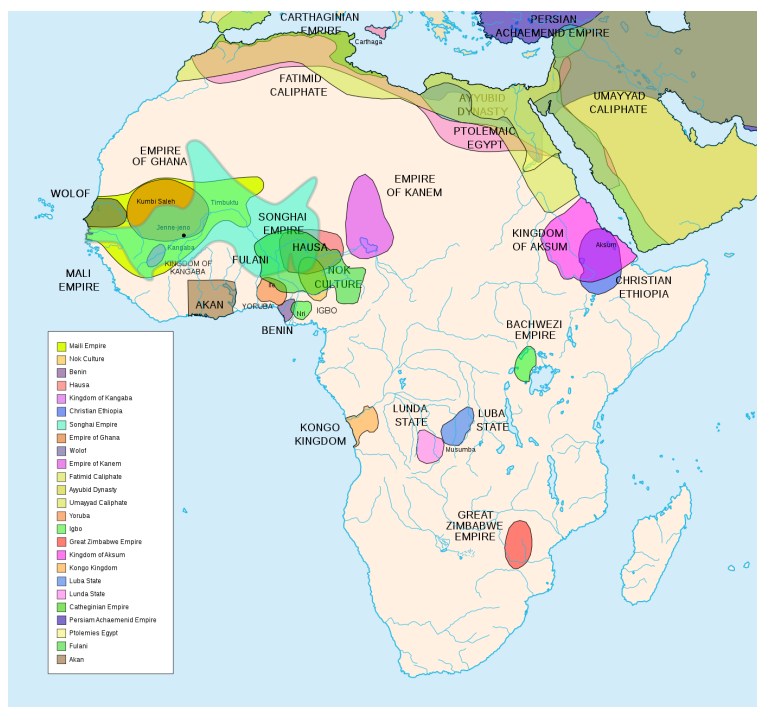 CARTHAGINIAN
EMPIRE
Carthaga
PERSIAN
ACHAEMENID EMPIRE
FATIMID
CALIPHATE
AYYUBID
DYNASTY
UMAYYAD
CALIPHATE
PTOLEMAIC
EGYPT
EMPIRE
OF GHANA
WOLOF
Kumbi Saleh
Timbuktu
Jenne-jeno
Kangaba
KINGDOM OF
KANGABA
MALI
EMPIRE
SONGHAI
EMPIRE
EMPIRE
OF KANEM
HAUSA
FULANI
NOK
CULTURE
KINGDOM
OF AKSUM
Aksum
CHRISTIAN
ETHIOPIA
AKAN
YORUBA
Ife
Nri
IGBO
BENIN
BACHWEZI
EMPIRE
KONGO
KINGDOM
LUNDA
STATE
LUBA
STATE
Musumba
GREAT
ZIMBABWE
EMPIRE
Maili Empire
Nok Culture
Benin
Hausa
Kingdom of Kangaba
Christian Ethiopia
Songhai Empire
Empire of Ghana
Wolof
Empire of Kanem
Fatimid Caliphate
Ayyubid Dynasty
Umayyad Caliphate
Yoruba
Igbo
Great Zimbabwe Empire
Kingdom of Aksum
Kongo Kingdom
Luba State
Lunda State
Catheginian Empire
Persiam Achaemenid Empire
Ptolemies Egypt
Fulani
Akan